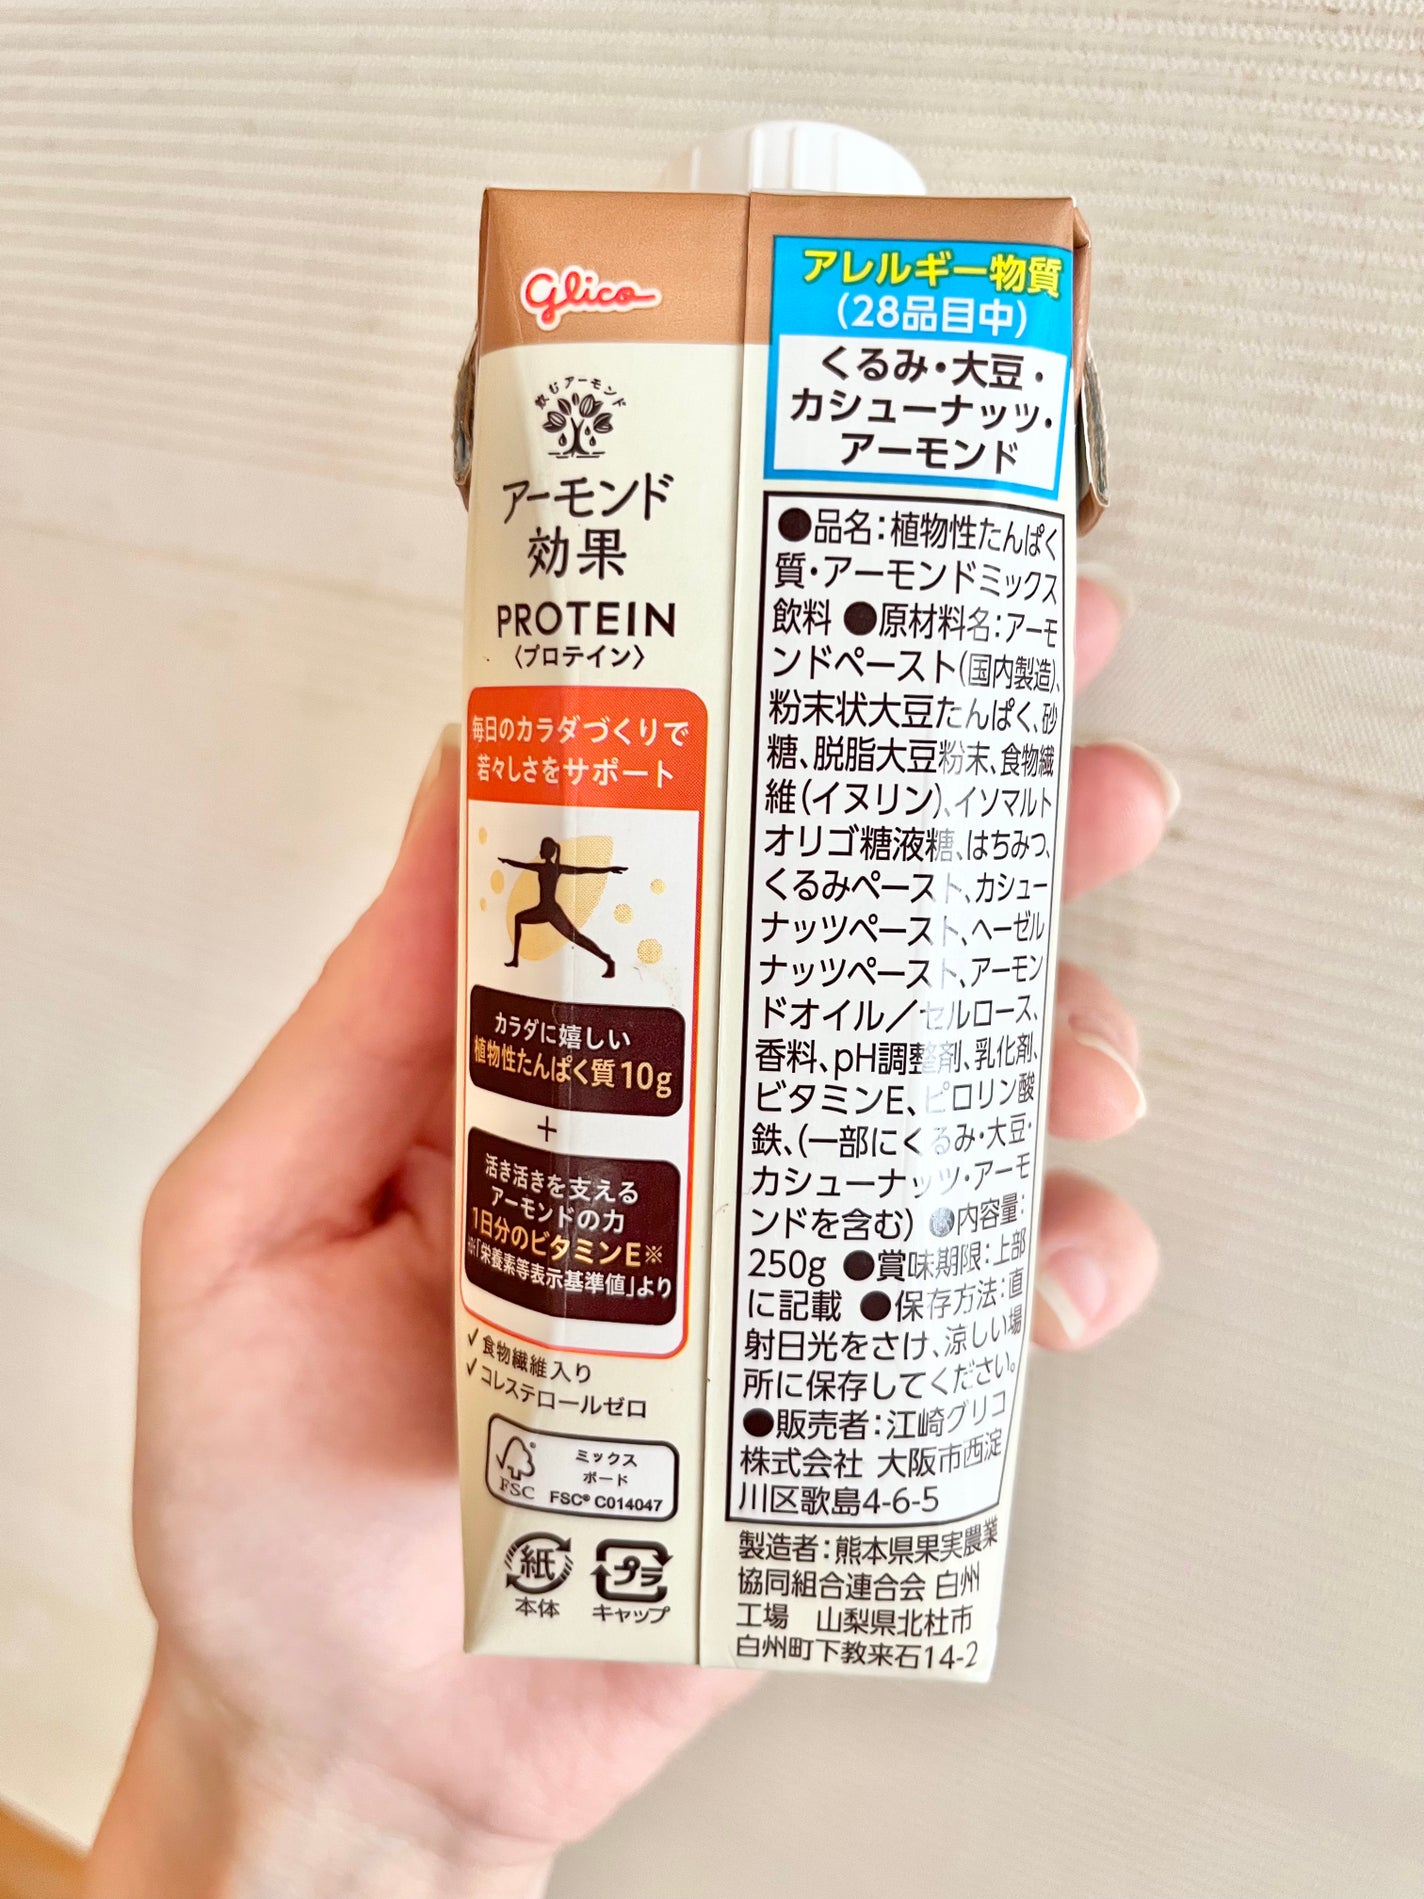 Glico
飲むアーモンド
アーモンド
効果
PROTEIN
〈プロテイン〉
毎日のカラダづくりで
若々しさをサポート
カラダに嬉しい
植物性たんぱく質10g
+
活き活きを支える
アーモンドの力
1日分のビタミンE※
※「栄養素等表示基準値」より
✓食物繊維入り
✓コレステロールゼロ
FSC
ミックス
ボード
FSC® C014047
紙
本体
プラ
キャップ
アレルギー物質
(28品目中)
くるみ・大豆・
カシューナッツ・
アーモンド
●品名:植物性たんぱく
質・アーモンドミックス
飲料 ●原材料名:アーモ
ンドペースト(国内製造)、
粉末状大豆たんぱく、砂
糖、脱脂大豆粉末、食物繊
維(イヌリン)、イソマルト
オリゴ糖液糖、はちみつ、
くるみペースト、カシュー
ナッツペースト、ヘーゼル
ナッツペースト、アーモン
ドオイル／セルロース、
香料、pH調整剤、乳化剤、
ビタミンE、ピロリン酸
鉄、(一部にくるみ・大豆・
カシューナッツ・アーモ
ンドを含む) ●内容量:
250g ●賞味期限:上部
に記載 ●保存方法:直
射日光をさけ、涼しい場
所に保存してください。
●販売者:江崎グリコ
株式会社 大阪市西淀
川区歌島4-6-5
製造者:熊本県果実農業
協同組合連合会 白州
工場 山梨県北杜市
白州町下教来石14-2